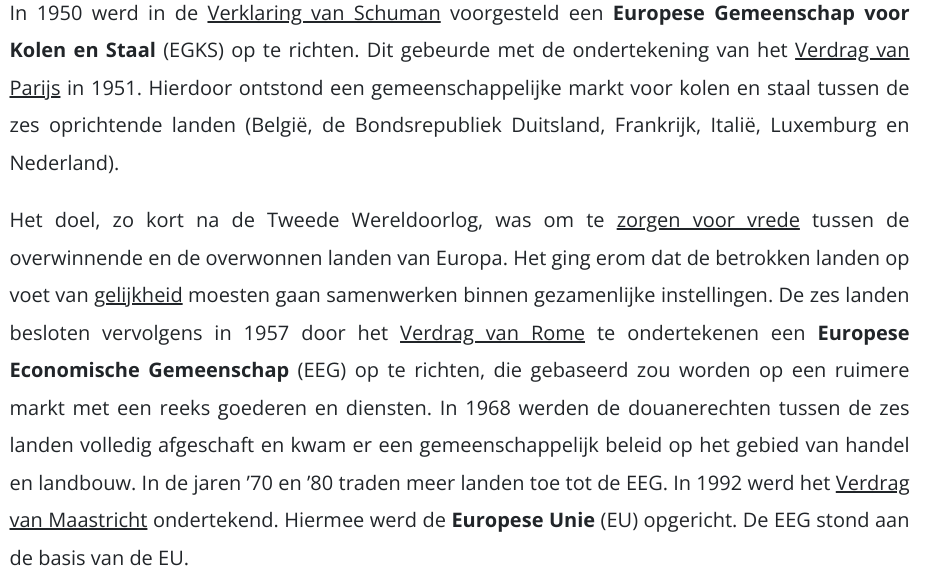 In 1950 werd in de Verklaring van Schuman voorgesteld een Europese Gemeenschap voor
Kolen en Staal (EGKS) op te richten. Dit gebeurde met de ondertekening van het Verdrag van
Parijs in 1951. Hierdoor ontstond een gemeenschappelijke markt voor kolen en staal tussen de
zes oprichtende landen (België, de Bondsrepubliek Duitsland, Frankrijk, Italië, Luxemburg en
Nederland).
Het doel, zo kort na de Tweede Wereldoorlog, was om te zorgen voor vrede tussen de
overwinnende en de overwonnen landen van Europa. Het ging erom dat de betrokken landen op
voet van gelijkheid moesten gaan samenwerken binnen gezamenlijke instellingen. De zes landen
besloten vervolgens in 1957 door het Verdrag van Rome te ondertekenen een Europese
Economische Gemeenschap (EEG) op te richten, die gebaseerd zou worden op een ruimere
markt met een reeks goederen en diensten. In 1968 werden de douanerechten tussen de zes
landen volledig afgeschaft en kwam er een gemeenschappelijk beleid op het gebied van handel
en landbouw. In de jaren ’70 en ’80 traden meer landen toe tot de EEG. In 1992 werd het Verdrag
van Maastricht ondertekend. Hiermee werd de Europese Unie (EU) opgericht. De EEG stond aan
de basis van de EU.